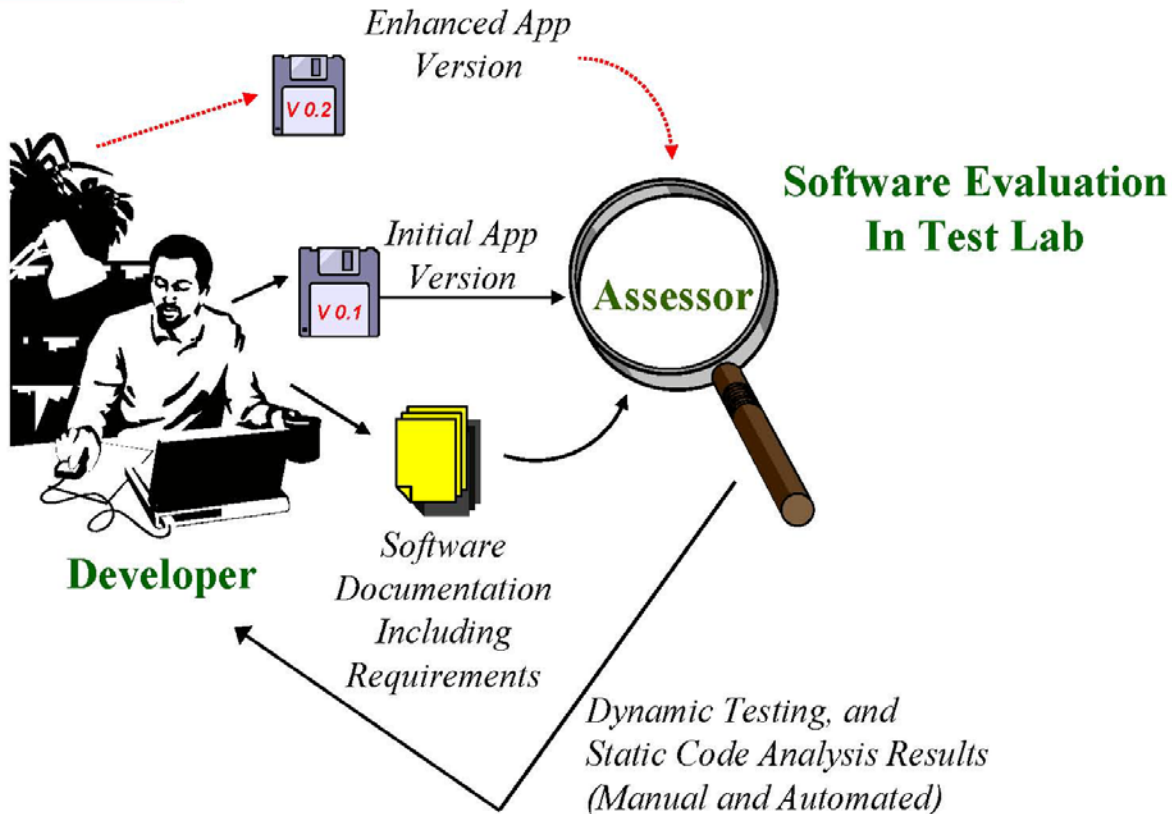 Enhanced App
Version
V 0.2
Software Evaluation
In Test Lab
Initial App
Version
V 0.1
Assessor
Developer
Software
Documentation
Including
Requirements
Dynamic Testing, and
Static Code Analysis Results
(Manual and Automated)